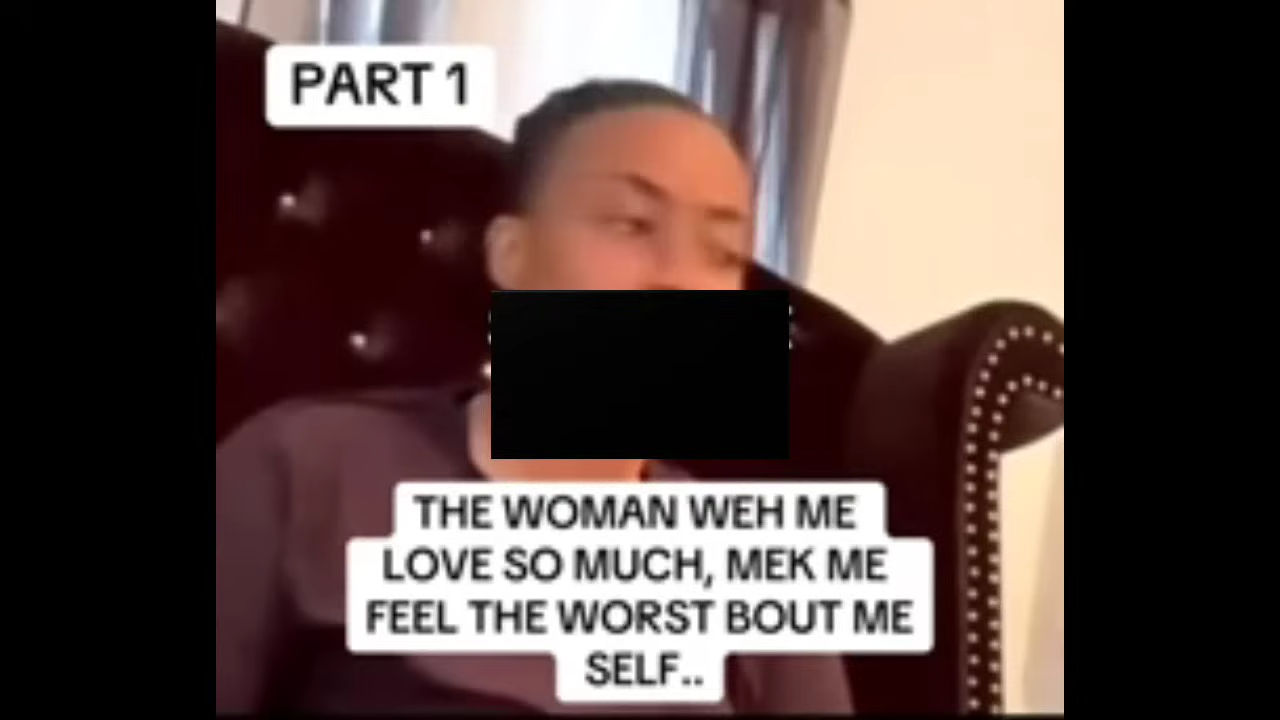 PART 1
THE WOMAN WEH ME
LOVE SO MUCH, MEK ME
FEEL THE WORST BOUT ME
SELF..